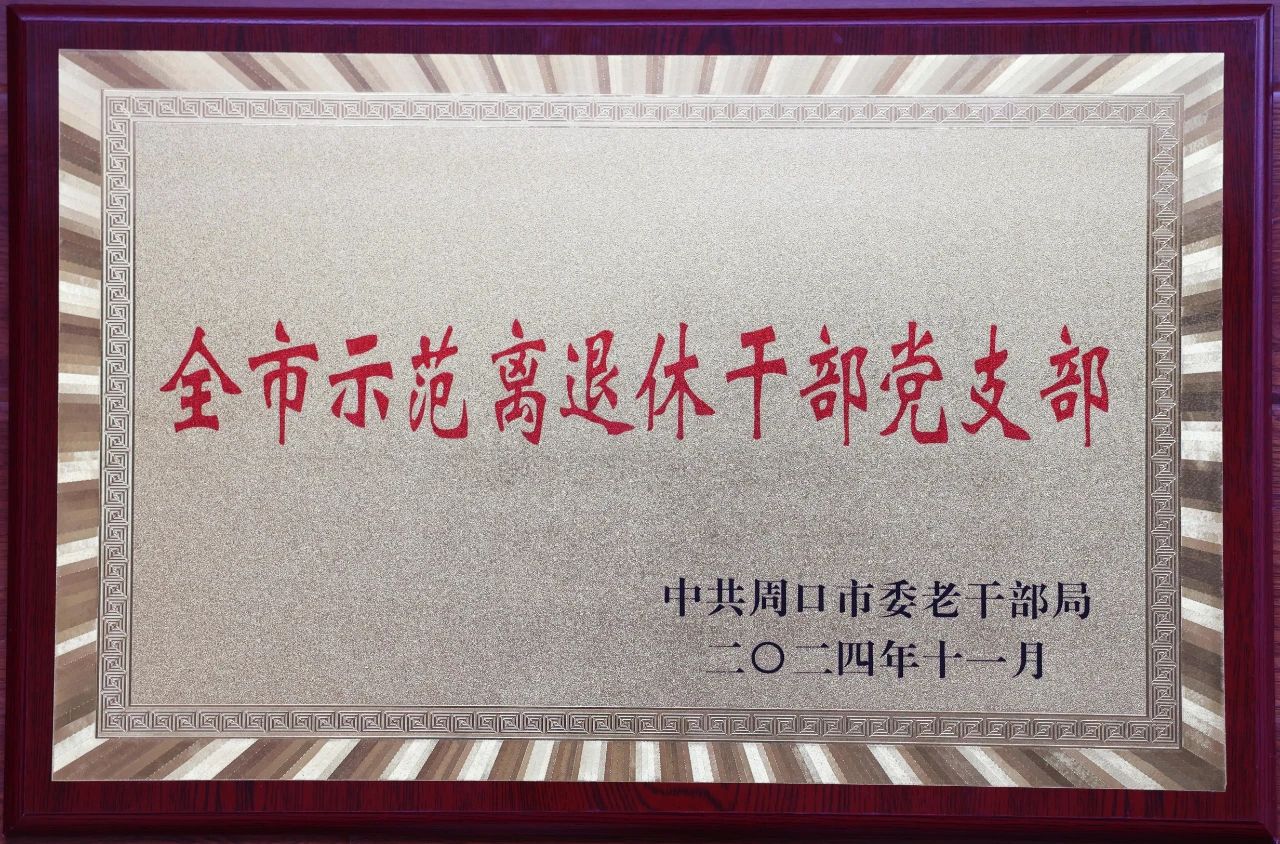 全市示范离退休干部党支部
中共周口市委老干部局
二〇二四年十一月